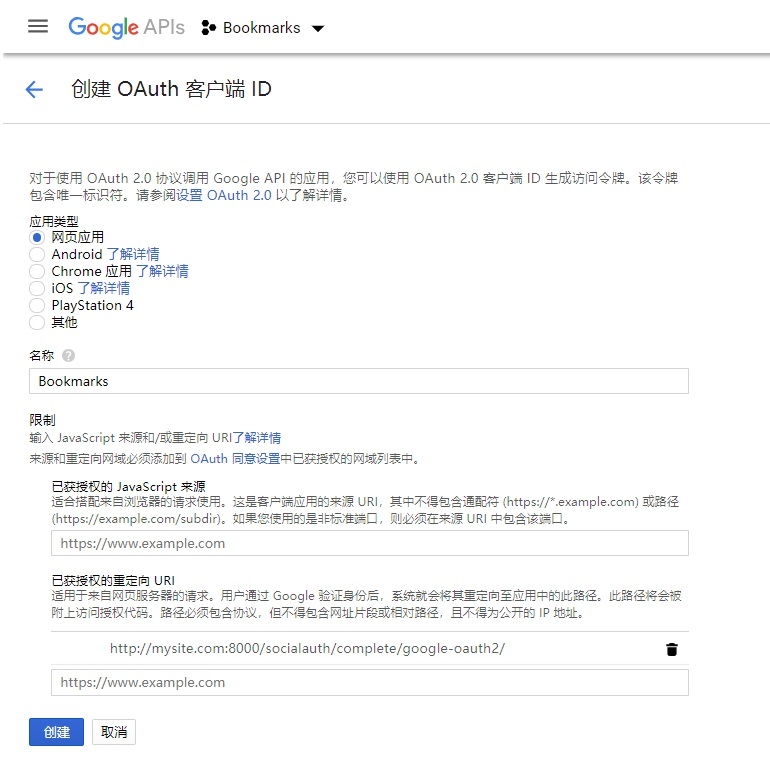 Google APIs Bookmarks
创建 OAuth 客户端 ID
对于使用 OAuth 2.0 协议调用 Google API 的应用，您可以使用 OAuth 2.0 客户端 ID 生成访问令牌。该令牌
包含唯一标识符。请参阅设置 OAuth 2.0 以了解详情。
应用类型
网页应用
Android 了解详情
Chrome 应用 了解详情
iOS 了解详情
PlayStation 4
其他
名称 ?
Bookmarks
限制
输入 JavaScript 来源和/或重定向 URI了解详情
来源和重定向网域必须添加到 OAuth 同意设置中已获授权的网域列表中。
已获授权的 JavaScript 来源
适合搭配来自浏览器的请求使用。这是客户端应用的来源 URI，其中不得包含通配符 (https://*.example.com) 或路径
(https://example.com/subdir)。如果您使用的是非标准端口，则必须在来源 URI 中包含该端口。
https://www.example.com
已获授权的重定向 URI
适用于来自网页服务器的请求。用户通过 Google 验证身份后，系统就会将其重定向至应用中的此路径。此路径将会被
附上访问授权代码。路径必须包含协议，但不得包含网址片段或相对路径，且不得为公开的 IP 地址。
http://mysite.com:8000/socialauth/complete/google-oauth2/
https://www.example.com
创建 取消